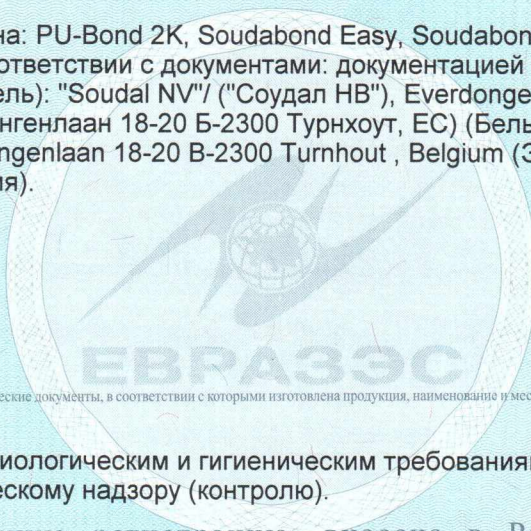 на: PU-Bond 2K, Soudabond Easy, Soudabon
ответствии с документами: документацией
ель): "Soudal NV"/ ("Соудал НВ"), Everdonge
нгенлаан 18-20 Б-2300 Турнхоут, ЕС) (Бель
ngenlaan 18-20 B-2300 Turnhout , Belgium (З
ия).
ЕВРАЗЭС
еские документы, в соответствии с которыми изготовлена продукция, наименование и мес
иологическим и гигиеническим требования
ескому надзору (контролю).